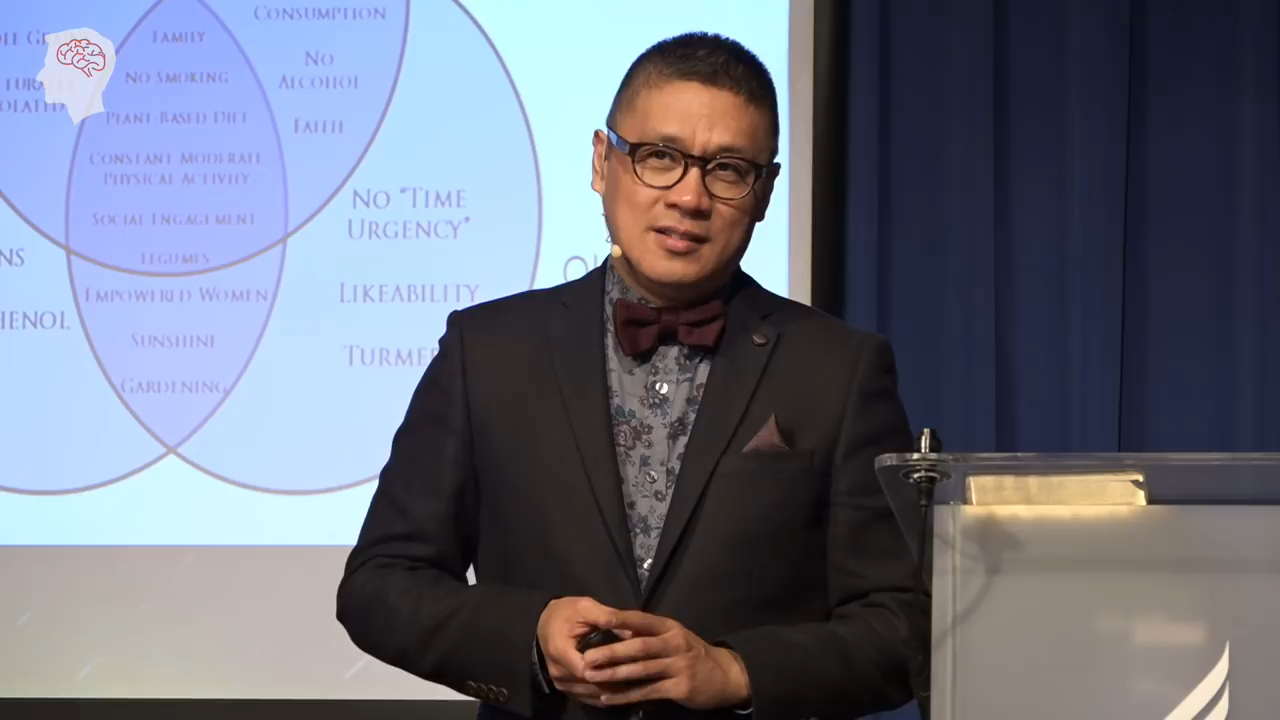 CONSUMPTION
FAMILY
NO
ALCOHOL
NO SMOKING
PLANT-BASED DIET
FAITH
CONSTANT MODERATE
PHYSICAL ACTIVITY
NO "TIME
URGENCY"
SOCIAL ENGAGEMENT
LEGUMES
EMPOWERED WOMEN
LIKEABILITY
SUNSHINE
GARDENING